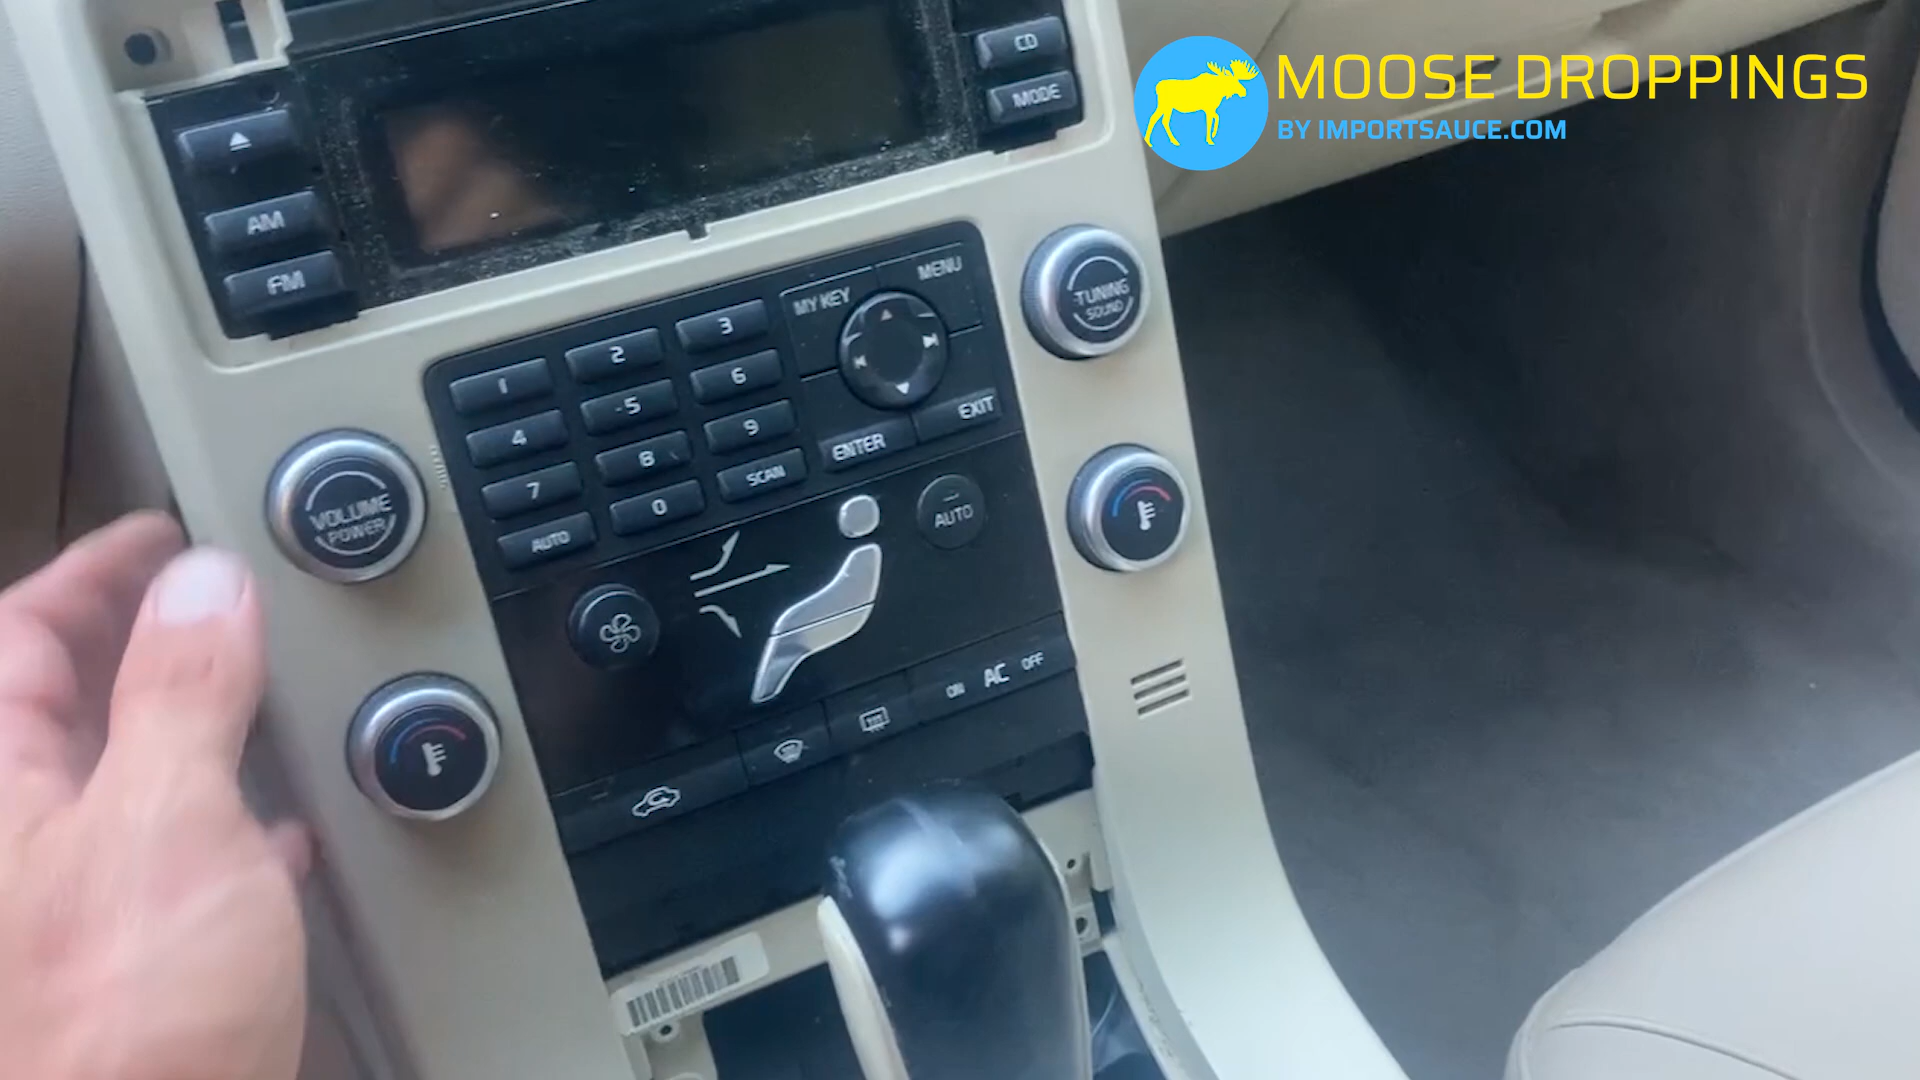 MOOSE DROPPINGS
BY IMPORTSAUCE.COM
CD
MODE
AM
FM
MY KEY
MENU
1
2
3
4
5
6
7
8
9
AUTO
0
SCAN
ENTER
EXIT
TUNING
SOUND
VOLUME
POWER
AUTO
ON AC OFF